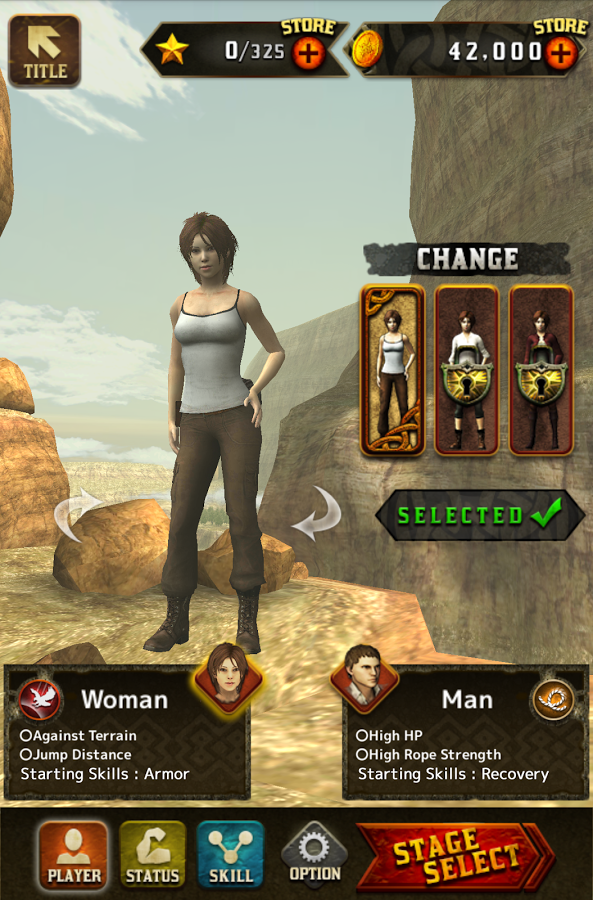 TITLE
STORE
0/325
STORE
42,000
CHANGE
SELECTED
Woman
○Against Terrain
○Jump Distance
Starting Skills : Armor
Man
○High HP
○High Rope Strength
Starting Skills : Recovery
PLAYER
STATUS
SKILL
OPTION
STAGE
SELECT